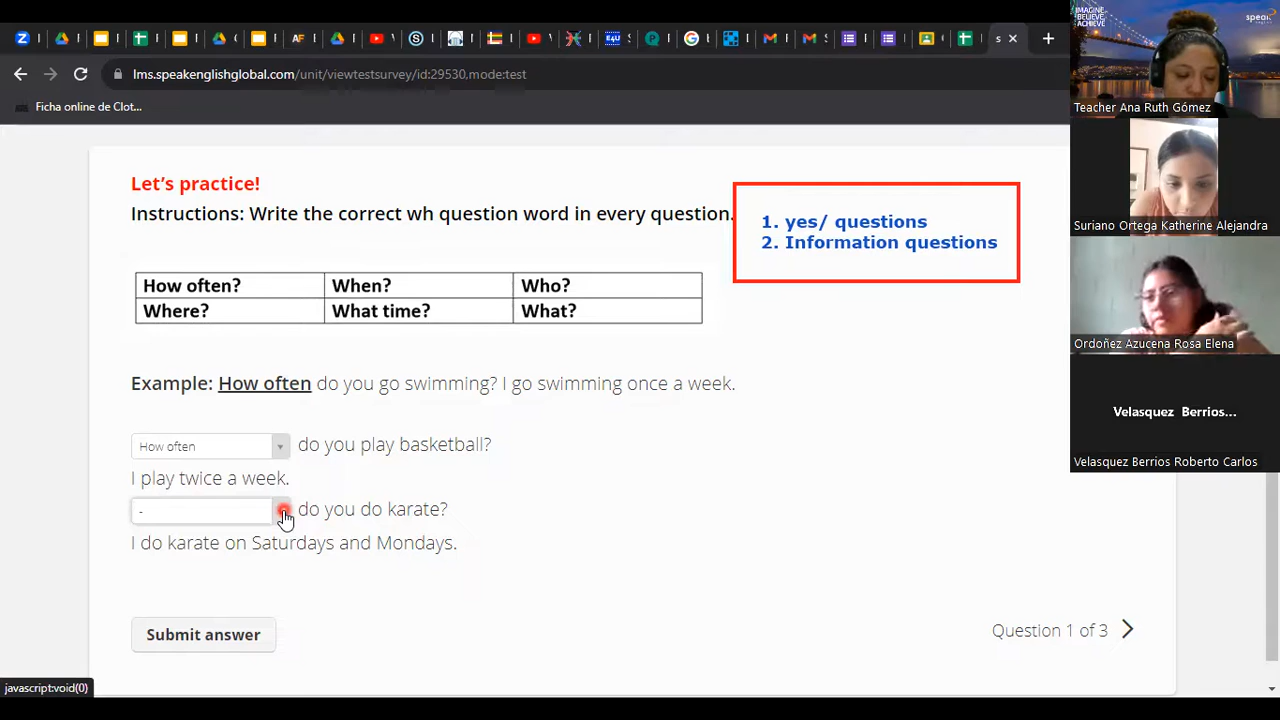 lms.speakenglishglobal.com/unit/viewtestsurvey/id:29530,mode:test
Ficha online de Clot...
Let's practice!
Instructions: Write the correct wh question word in every question.
1. yes/ questions
2. Information questions
How often? When? Who?
Where? What time? What?
Example: How often do you go swimming? I go swimming once a week.
How often do you play basketball?
I play twice a week.
- do you do karate?
I do karate on Saturdays and Mondays.
Submit answer
Question 1 of 3
javascript:void(0)
IMAGINE
BELIEVE
ACHIEVE
speak
Teacher Ana Ruth Gómez
Suriano Ortega Katherine Alejandra
Ordoñez Azucena Rosa Elena
Velasquez Berrios...
Velasquez Berrios Roberto Carlos